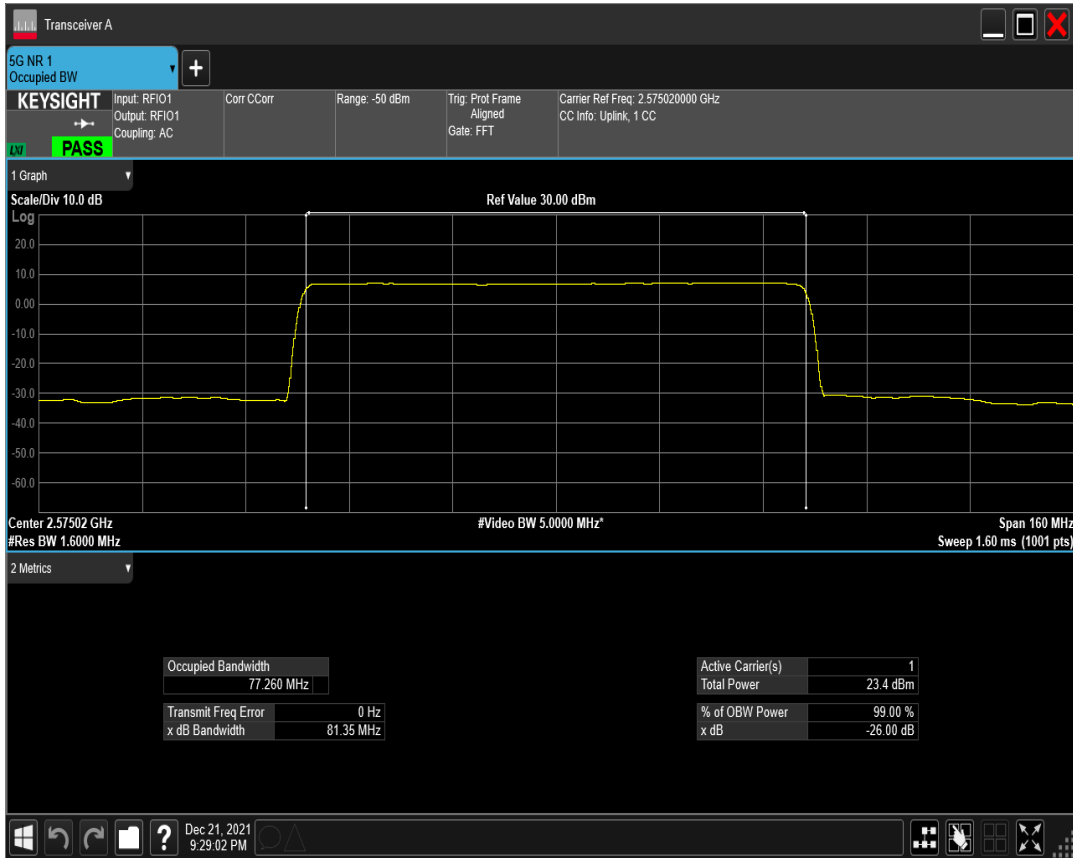 Transceiver A
5G NR 1
Occupied BW
+
KEYSIGHT
Input: RFIO1
Output: RFIO1
Coupling: AC
Corr CCorr
Range: -50 dBm
Trig: Prot Frame
Aligned
Gate: FFT
Carrier Ref Freq: 2.575020000 GHz
CC Info: Uplink, 1 CC
LXI
PASS
1 Graph
Scale/Div 10.0 dB
Ref Value 30.00 dBm
Log
20.0
10.0
0.00
-10.0
-20.0
-30.0
-40.0
-50.0
-60.0
Center 2.57502 GHz
#Video BW 5.0000 MHz*
Span 160 MHz
#Res BW 1.6000 MHz
Sweep 1.60 ms (1001 pts)
2 Metrics
Occupied Bandwidth
77.260 MHz
Transmit Freq Error 0 Hz
x dB Bandwidth 81.35 MHz
Active Carrier(s) 1
Total Power 23.4 dBm
% of OBW Power 99.00 %
x dB -26.00 dB
?
Dec 21, 2021
9:29:02 PM